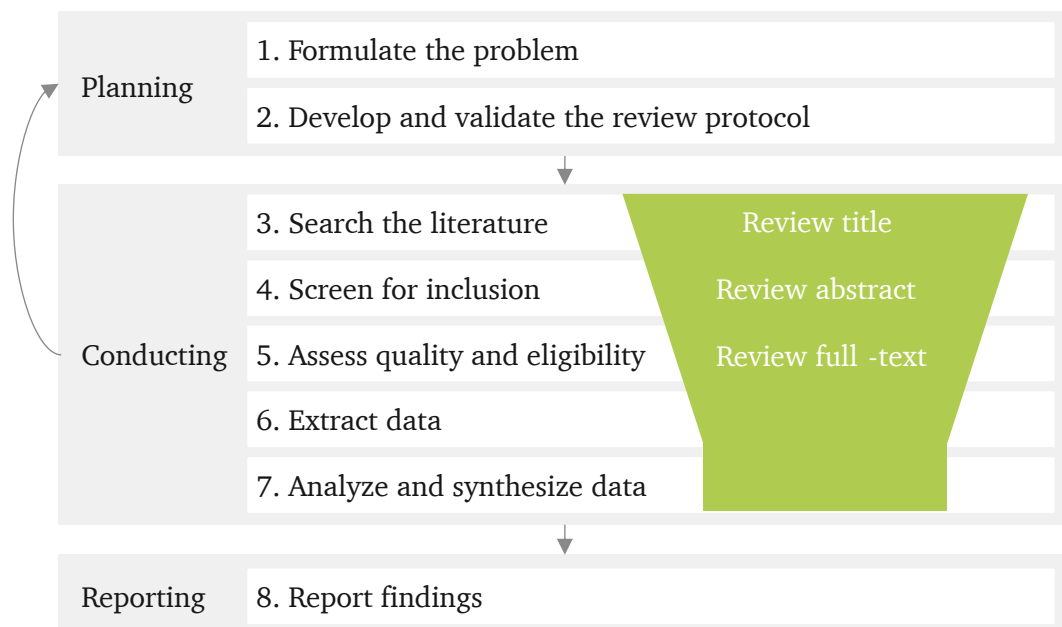 Planning
1. Formulate the problem
2. Develop and validate the review protocol
Conducting
3. Search the literature
Review title
4. Screen for inclusion
Review abstract
5. Assess quality and eligibility
Review full -text
6. Extract data
7. Analyze and synthesize data
Reporting
8. Report findings